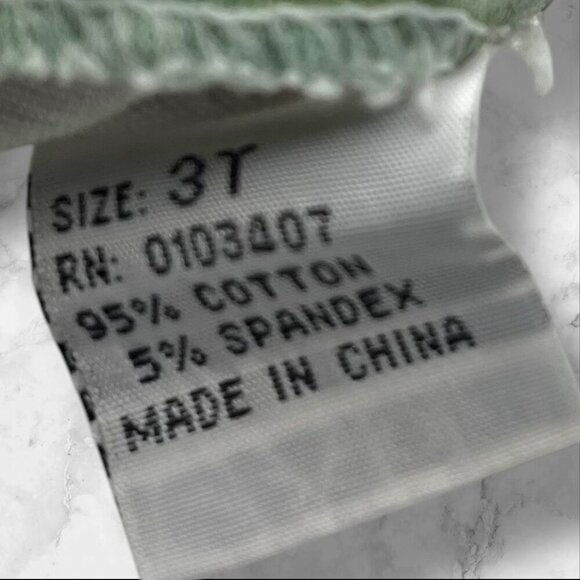 SIZE: 3T
RN: 0103407
95% COTTON
5% SPANDEX
MADE IN CHINA